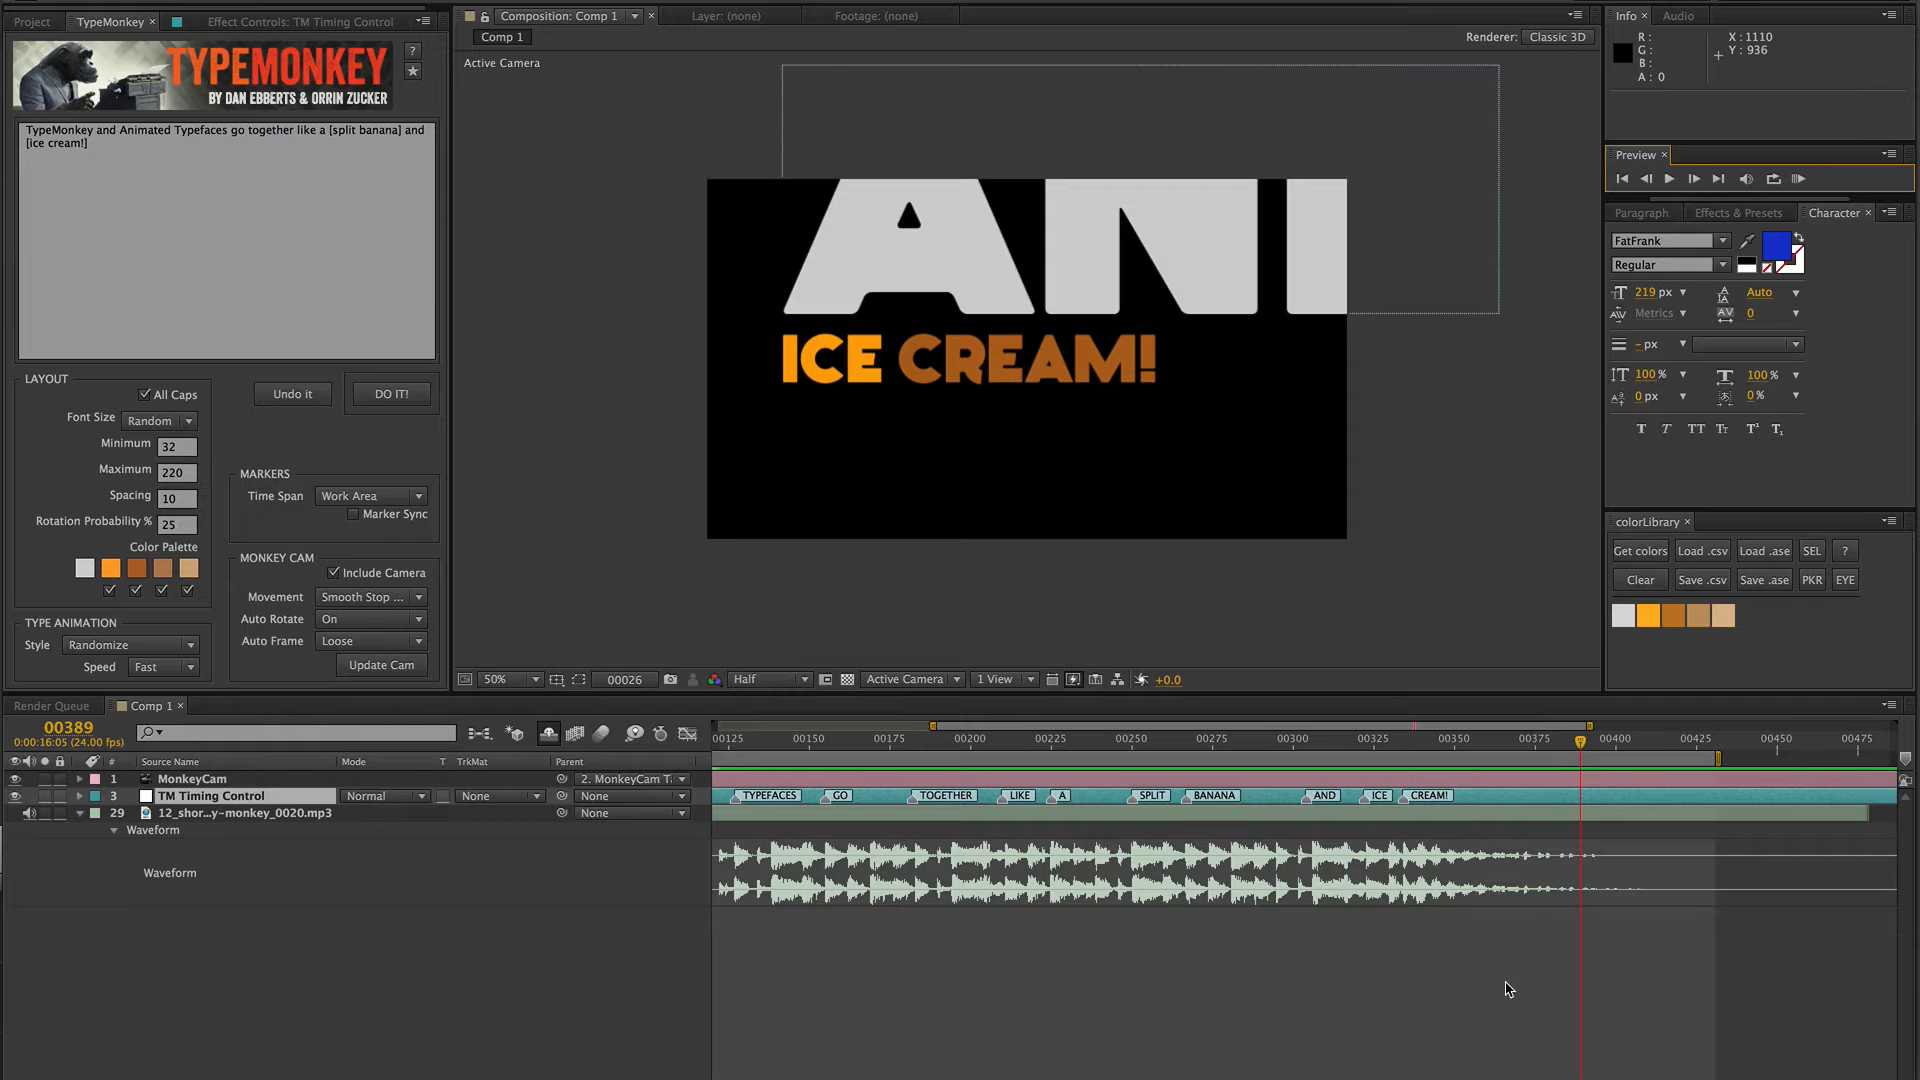 Project
TypeMonkey ×
Effect Controls: TM Timing Control
TYPEMONKEY
BY DAN EBBERTS & ORRIN ZUCKER
?
TypeMonkey and Animated Typefaces go together like a [split banana] and
[ice cream!]
LAYOUT
All Caps
Font Size Random
Minimum 32
Maximum 220
Spacing 10
Rotation Probability % 25
Color Palette
Undo it
DO IT!
MARKERS
Time Span Work Area
Marker Sync
MONKEY CAM
Include Camera
Movement Smooth Stop ...
Auto Rotate On
Auto Frame Loose
Update Cam
TYPE ANIMATION
Style Randomize
Speed Fast
Composition: Comp 1
×
Layer: (none)
Footage: (none)
Comp 1
Renderer: Classic 3D
Active Camera
ANI
ICE CREAM!
50%
00026
Half
Active Camera
1 View
+0.0
Info × Audio
R :
G :
B :
A : 0
X : 1110
Y : 936
Preview ×
Paragraph Effects & Presets Character ×
FatFrank
Regular
219 px
Auto
Metrics
0
- px
100 %
100 %
0 px
0 %
T T TT Tt T¹ T₁
colorLibrary ×
Get colors Load .csv Load .ase SEL ?
Clear Save .csv Save .ase PKR EYE
Render Queue
Comp 1 ×
00389
0:00:16:05 (24.00 fps)
# Source Name Mode T TrkMat Parent
1 MonkeyCam 2. MonkeyCam T
3 TM Timing Control Normal None None
29 12_shor...y-monkey_0020.mp3 None
Waveform
Waveform
00125 00150 00175 00200 00225 00250 00275 00300 00325 00350 00375 00400 00425 00450 00475
TYPEFACES GO TOGETHER LIKE A SPLIT BANANA AND ICE CREAM!